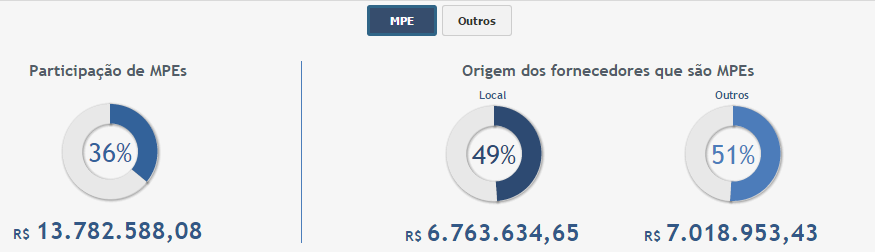 MPE
Outros
Participação de MPEs
36%
R$ 13.782.588,08
Origem dos fornecedores que são MPEs
Local
Outros
49%
51%
R$ 6.763.634,65
R$ 7.018.953,43